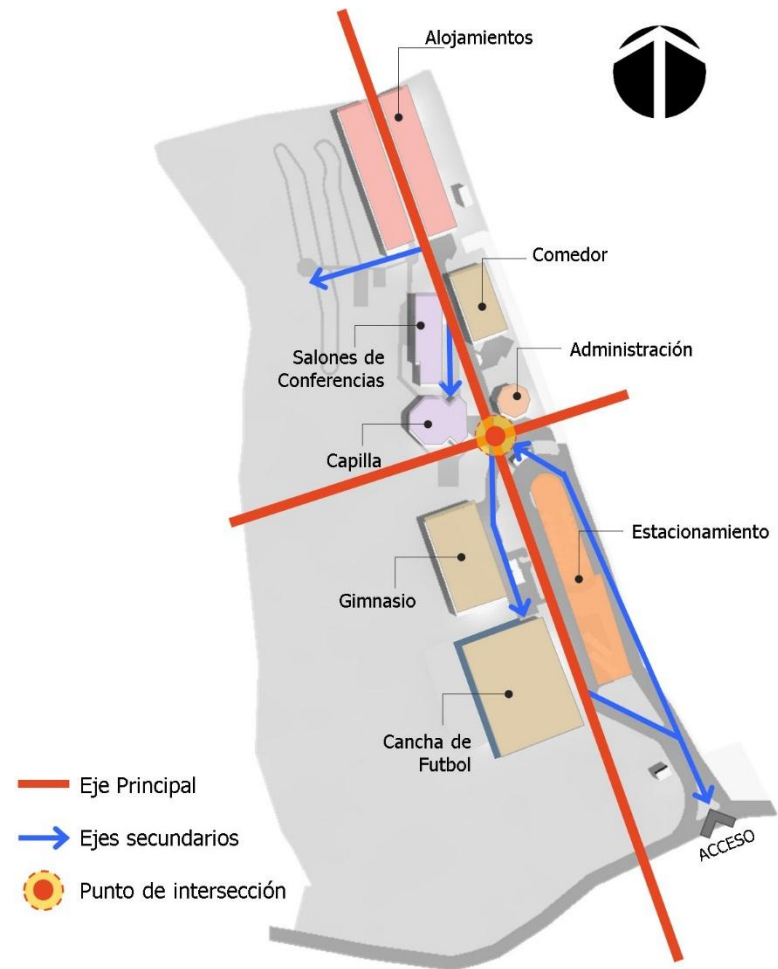 Alojamientos
Comedor
Salones de
Conferencias
Administración
Capilla
Estacionamiento
Gimnasio
Cancha de
Futbol
Eje Principal
Ejes secundarios
Punto de intersección
ACCESO